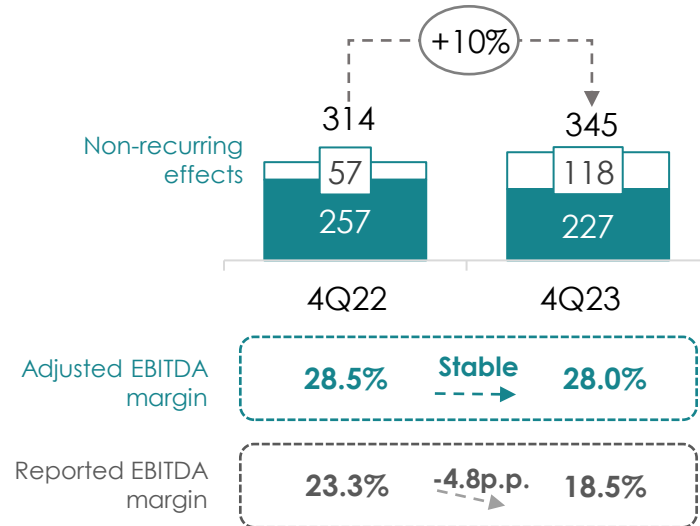 +10%
314
345
Non-recurring
effects
57
118
257
227
4Q22
4Q23
Adjusted EBITDA
margin
28.5%
Stable
28.0%
Reported EBITDA
margin
23.3%
-4.8p.p.
18.5%